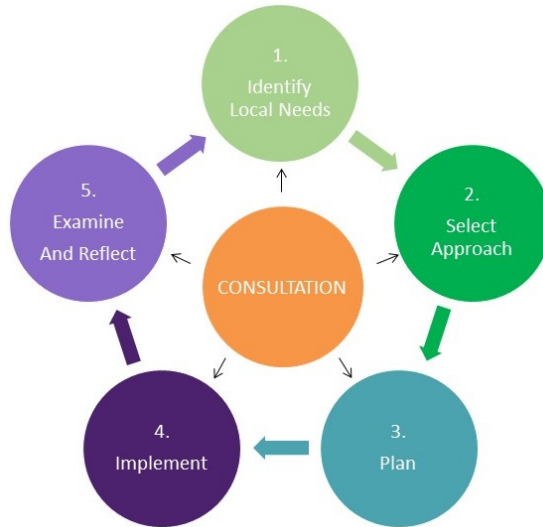 1.
Identify
Local Needs
2.
Select
Approach
3.
Plan
4.
Implement
5.
Examine
And Reflect
CONSULTATION